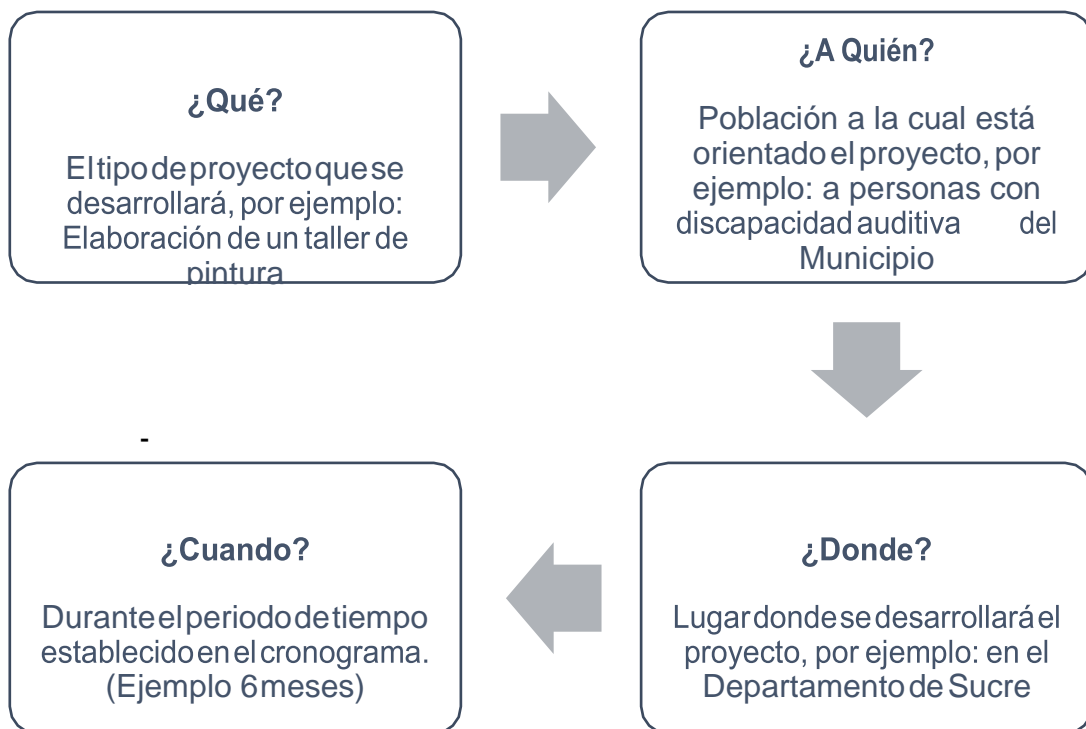 ¿Qué?
El tipo de proyecto que se
desarrollará, por ejemplo:
Elaboración de un taller de
pintura
¿A Quién?
Población a la cual está
orientado el proyecto, por
ejemplo: a personas con
discapacidad auditiva del
Municipio
¿Donde?
Lugar donde se desarrollará el
proyecto, por ejemplo: en el
Departamento de Sucre
-
¿Cuando?
Durante el periodo de tiempo
establecido en el cronograma.
(Ejemplo 6 meses)